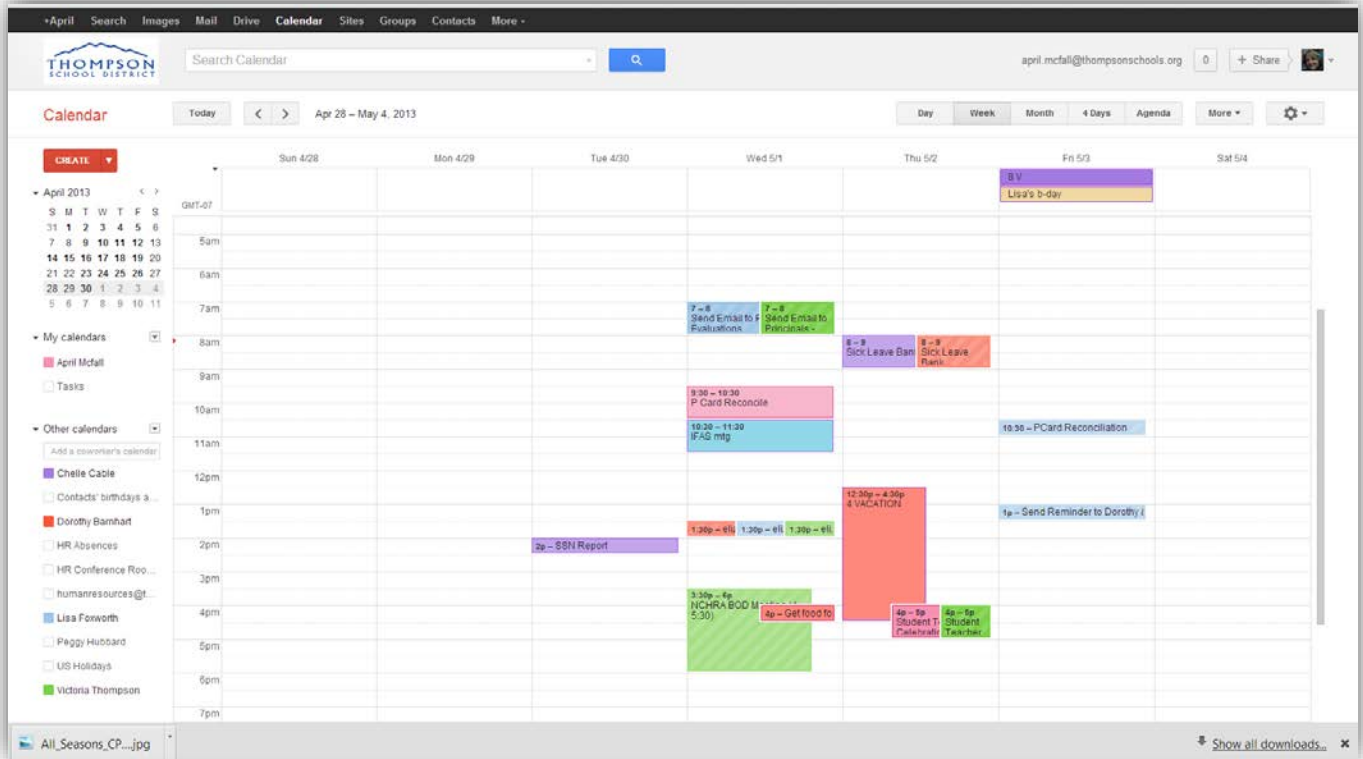 +April Search Images Mail Drive Calendar Sites Groups Contacts More
THOMPSON
SCHOOL DISTRICT
Search Calendar
april.mcfall@thompsonschools.org 0 + Share
Calendar
Today
Apr 28 – May 4, 2013
Day Week Month 4 Days Agenda More
CREATE
April 2013
S M T W T F S
31 1 2 3 4 5 6
7 8 9 10 11 12 13
14 15 16 17 18 19 20
21 22 23 24 25 26 27
28 29 30 1 2 3 4
5 6 7 8 9 10 11
My calendars
April Mcfall
Tasks
Other calendars
Add a coworker's calendar
Chelle Cable
Contacts' birthdays a...
Dorothy Barnhart
HR Absences
HR Conference Roo...
humanresources@t...
Lisa Foxworth
Peggy Hubbard
US Holidays
Victoria Thompson
Sun 4/28 Mon 4/29 Tue 4/30 Wed 5/1 Thu 5/2 Fri 5/3 Sat 5/4
GMT-07
B V
Lisa's b-day
5am
6am
7am
8am
9am
10am
11am
12pm
1pm
2pm
3pm
4pm
5pm
6pm
7pm
2p – SSN Report
7 – 8
Send Email to
Evaluations
7 – 8
Send Email to
Principals -
9:30 – 10:30
P Card Reconcile
10:30 – 11:30
IFAS mtg
1:30p – eli 1:30p – eli 1:30p – eli
3:30p – 6p
NCHRA BOD
5:30)
4p – Get food fo
8 – 9
Sick Leave Ban
8 – 9
Sick Leave
Bank
12:30p – 4:30p
4 VACATION
4p – 5p
Student T
Celebratin
4p – 5p
Student
Teacher
10:30 – PCard Reconciliation
1p – Send Reminder to Dorothy
All_Seasons_CP....jpg
Show all downloads...